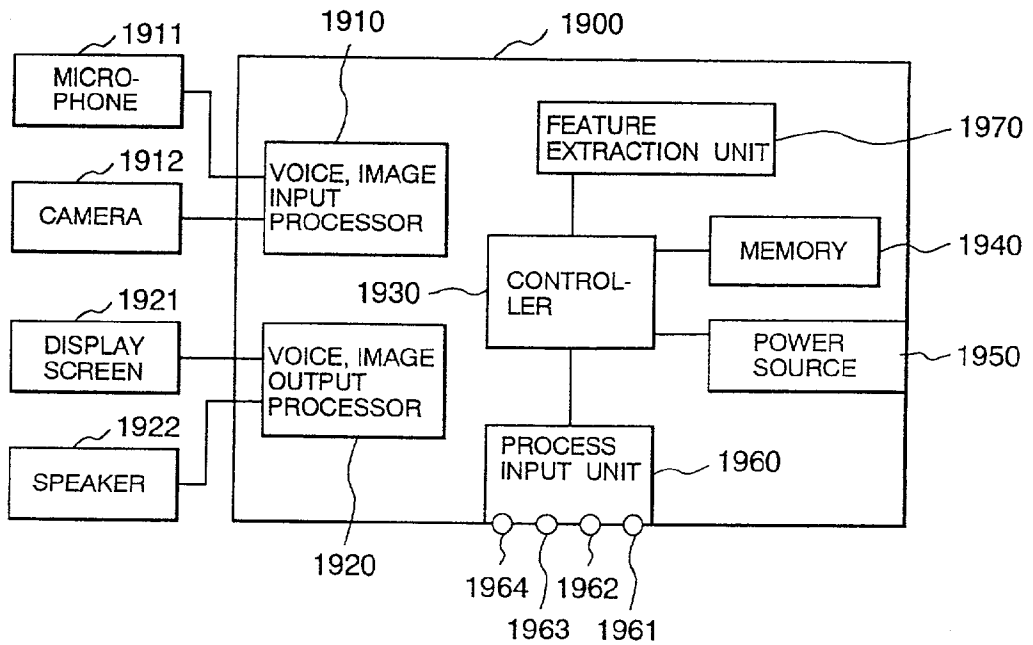 1911
1910
1900
MICRO-
PHONE
FEATURE
EXTRACTION UNIT
1970
1912
VOICE, IMAGE
INPUT
PROCESSOR
CAMERA
MEMORY
1940
1930
CONTROL-
LER
1921
DISPLAY
SCREEN
VOICE, IMAGE
OUTPUT
PROCESSOR
POWER
SOURCE
1950
1922
SPEAKER
PROCESS
INPUT UNIT
1960
1920
1964
1962
1963
1961